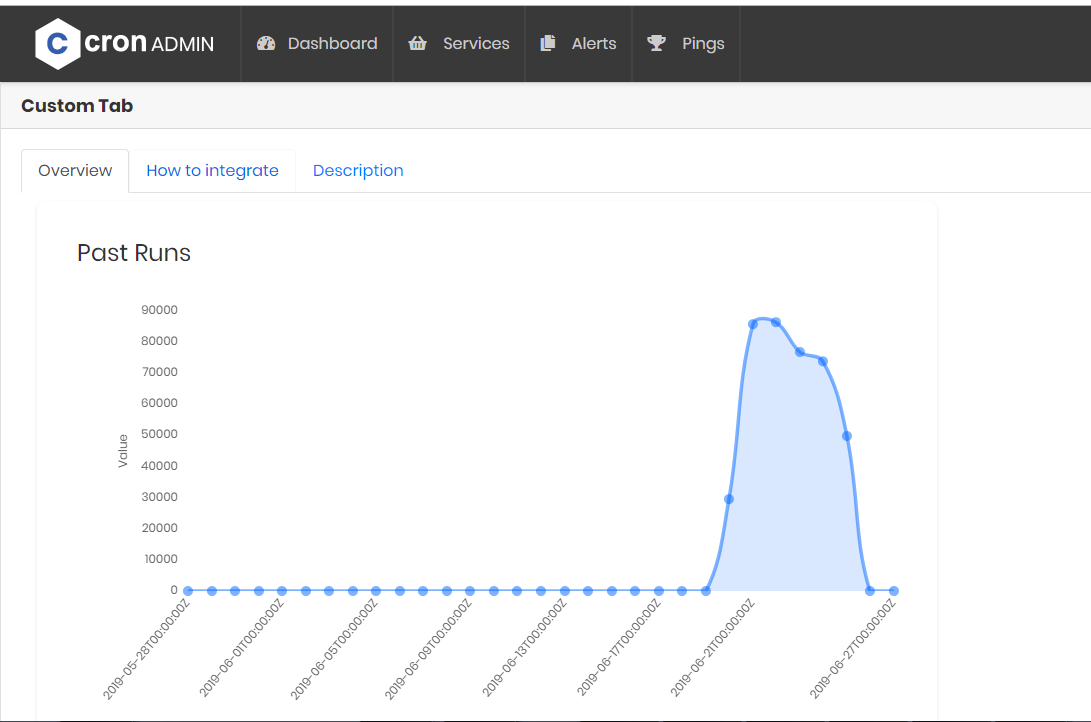 C cron ADMIN Dashboard Services Alerts Pings
Custom Tab
Overview How to integrate Description
Past Runs
90000
80000
70000
60000
50000
40000
30000
20000
10000
0
Value
2019-05-28T00:00:00Z
2019-06-01T00:00:00Z
2019-06-05T00:00:00Z
2019-06-09T00:00:00Z
2019-06-13T00:00:00Z
2019-06-17T00:00:00Z
2019-06-21T00:00:00Z
2019-06-27T00:00:00Z